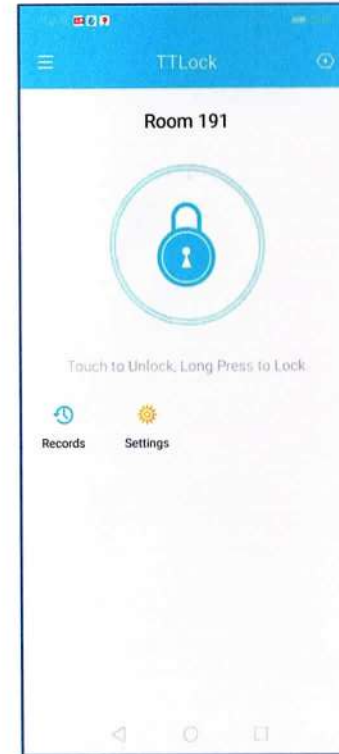 TTLock
Room 191
Touch to Unlock, Long Press to Lock
Records
Settings